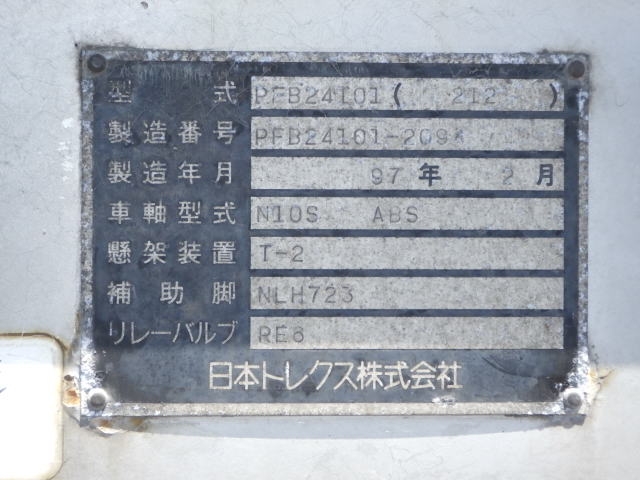 型式 PFB24101 ( 212 )
製造番号 PFB24101-209*
製造年月 97 年 2 月
車軸型式 N10S ABS
懸架装置 T-2
補助脚 NLH723
リレーバルブ RE6
日本トレクス株式会社